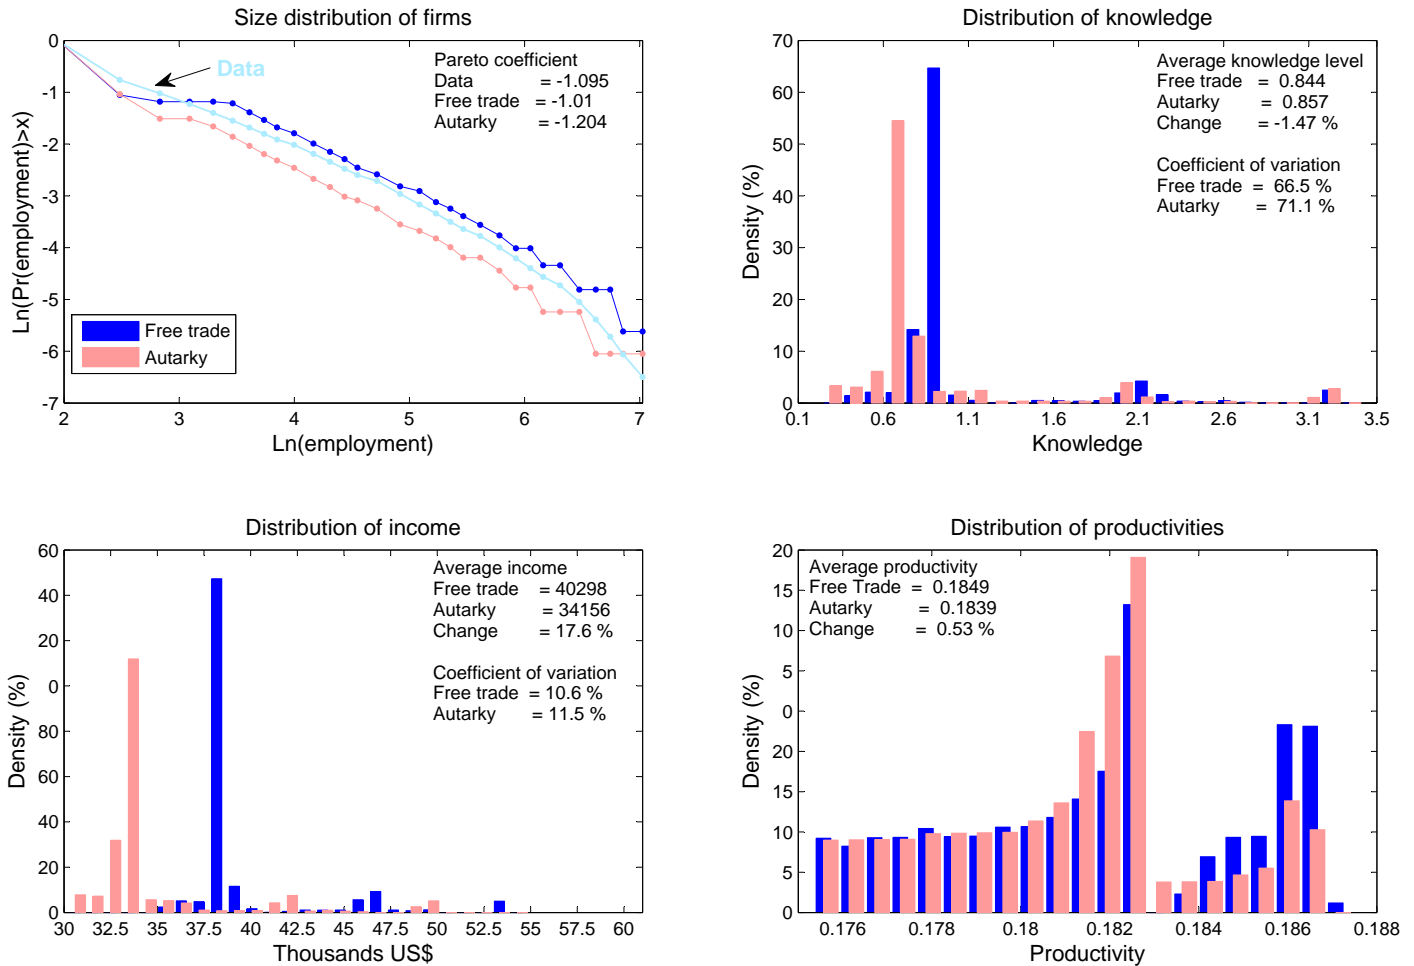 Size distribution of firms
0
-1
-2
-3
-4
-5
-6
-7
2
3
4
5
6
7
Ln(Pr(employment)>x)
Ln(employment)
Data
Pareto coefficient
Data = -1.095
Free trade = -1.01
Autarky = -1.204
Free trade
Autarky
Distribution of knowledge
70
60
50
40
30
20
10
0
0.1
0.6
1.1
1.6
2.1
2.6
3.1
3.5
Density (%)
Knowledge
Average knowledge level
Free trade = 0.844
Autarky = 0.857
Change = -1.47 %
Coefficient of variation
Free trade = 66.5 %
Autarky = 71.1 %
Distribution of income
60
40
20
0
80
60
40
20
0
30
32.5
35
37.5
40
42.5
45
47.5
50
52.5
55
57.5
60
Density (%)
Thousands US$
Average income
Free trade = 40298
Autarky = 34156
Change = 17.6 %
Coefficient of variation
Free trade = 10.6 %
Autarky = 11.5 %
Distribution of productivities
20
15
10
5
0
20
15
10
5
0
0.176
0.178
0.18
0.182
0.184
0.186
0.188
Density (%)
Productivity
Average productivity
Free Trade = 0.1849
Autarky = 0.1839
Change = 0.53 %